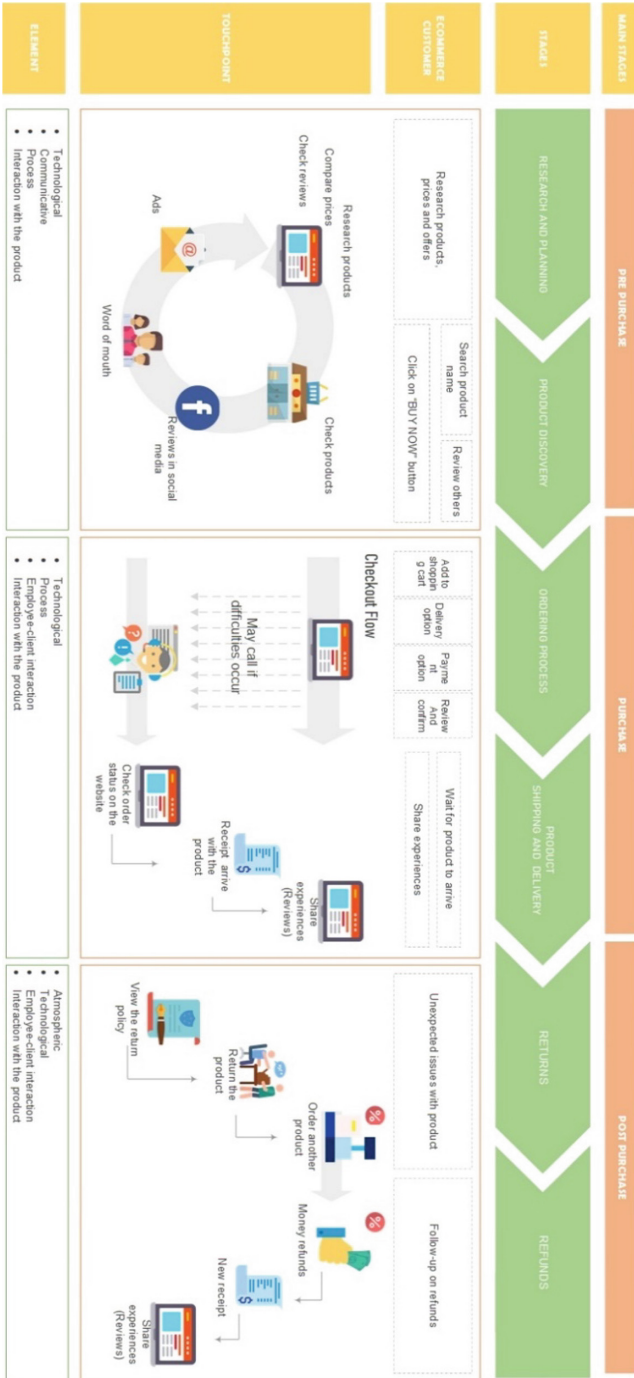 MAIN STAGES
PRE PURCHASE
PURCHASE
POST PURCHASE
STAGES
RESEARCH AND PLANNING
PRODUCT DISCOVERY
ORDERING PROCESS
PRODUCT
SHIPPING AND DELIVERY
RETURNS
REFUNDS
ECOMMERCE
CUSTOMER
Research products,
prices and offers
Search product
name
Review others
Click on "BUY NOW" button
Add to
shoppin
g cart
Delivery
option
Payme
nt
option
Review
And
confirm
Wait for product to arrive
Share experiences
Unexpected issues with product
Follow-up on refunds
TOUCHPOINT
Research products
Compare prices
Check reviews
Check products
Ads
@
Word of mouth
f
Reviews in social
media
Checkout Flow
May call if
difficulties occur
?
!
Check order
status on the
website
$
Receipt arrive
with the
product
Share
experiences
(Reviews)
View the return
policy
Return the
product
%
Order another
product
%
Money refunds
$
New receipt
Share
experiences
(Reviews)
ELEMENT
• Technological
• Communicative
• Process
• Interaction with the product
• Technological
• Process
• Employee-client interaction
• Interaction with the product
• Atmospheric
• Technological
• Employee-client interaction
• Interaction with the product